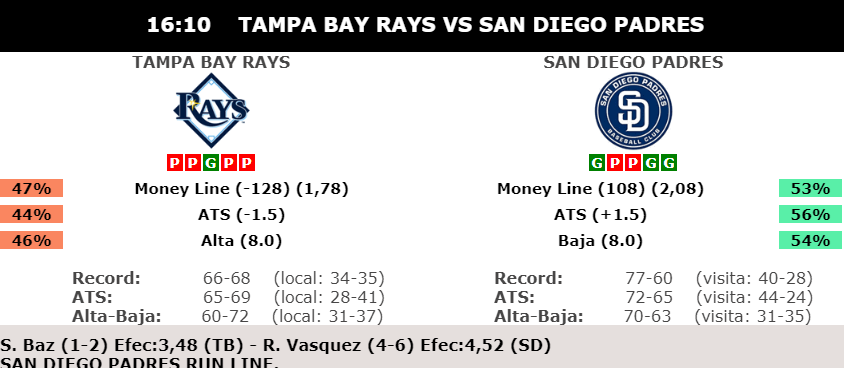 16:10 TAMPA BAY RAYS VS SAN DIEGO PADRES
TAMPA BAY RAYS SAN DIEGO PADRES
RAYS SAN DIEGO PADRES SD BASEBALL CLUB
P P G P P G P P G G
47% Money Line (-128) (1,78) Money Line (108) (2,08) 53%
44% ATS (-1.5) ATS (+1.5) 56%
46% Alta (8.0) Baja (8.0) 54%
Record: 66-68 (local: 34-35) Record: 77-60 (visita: 40-28)
ATS: 65-69 (local: 28-41) ATS: 72-65 (visita: 44-24)
Alta-Baja: 60-72 (local: 31-37) Alta-Baja: 70-63 (visita: 31-35)
S. Baz (1-2) Efec:3,48 (TB) - R. Vasquez (4-6) Efec:4,52 (SD)
SAN DIEGO PADRES RUN LINE.